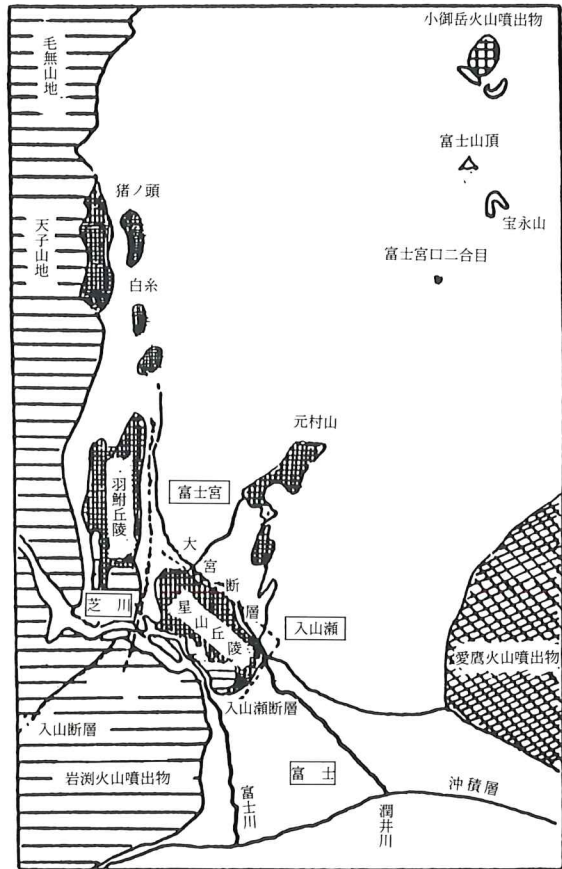 小御岳火山噴出物
毛無山地
富士山頂
宝永山
猪ノ頭
天子山地
富士宮口二合目
白糸
元村山
富士宮
羽鮒丘陵
大宮断層
芝川
星山丘陵
入山瀬
愛鷹火山噴出物
入山断層
入山瀬断層
岩渕火山噴出物
富士
沖積層
富士川
潤井川